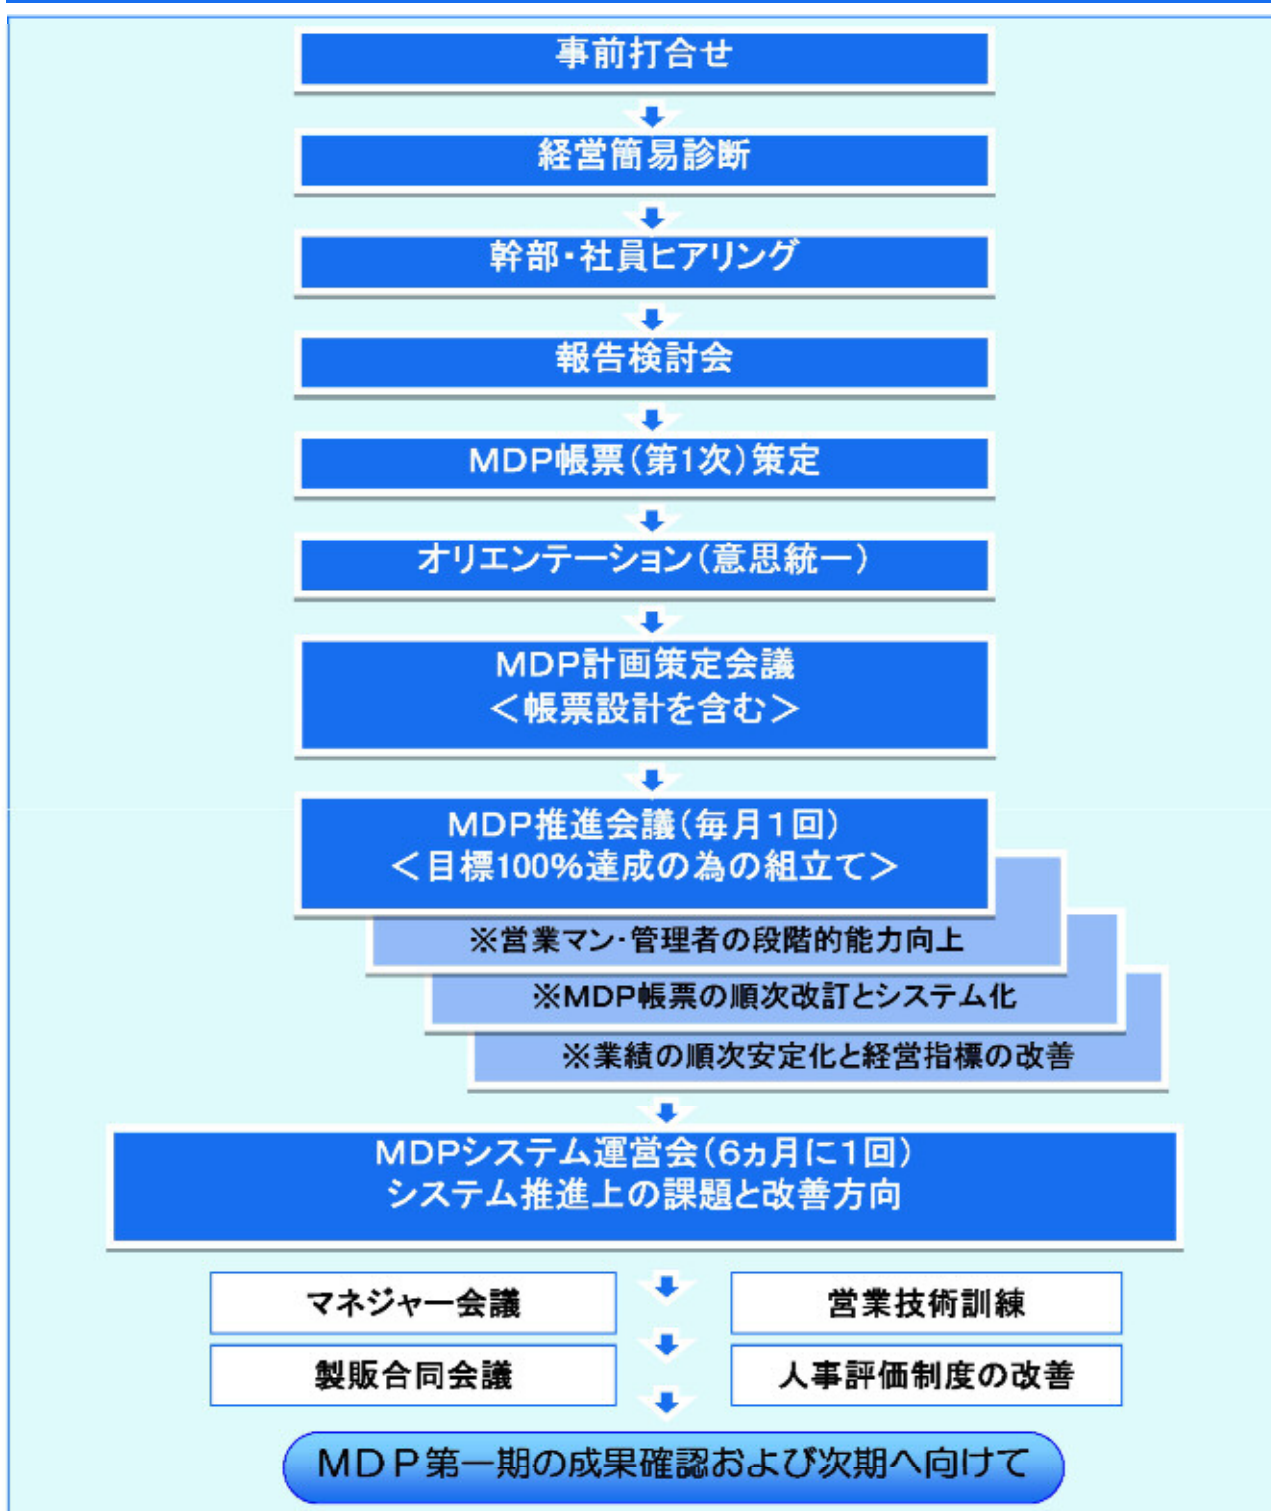 事前打合せ
経営簡易診断
幹部・社員ヒアリング
報告検討会
MDP帳票(第1次)策定
オリエンテーション(意思統一)
MDP計画策定会議
<帳票設計を含む>
MDP推進会議(毎月1回)
<目標100%達成の為の組立て>
※営業マン・管理者の段階的能力向上
※MDP帳票の順次改訂とシステム化
※業績の順次安定化と経営指標の改善
MDPシステム運営会(6ヵ月に1回)
システム推進上の課題と改善方向
マネジャー会議
営業技術訓練
製販合同会議
人事評価制度の改善
MDP第一期の成果確認および次期へ向けて